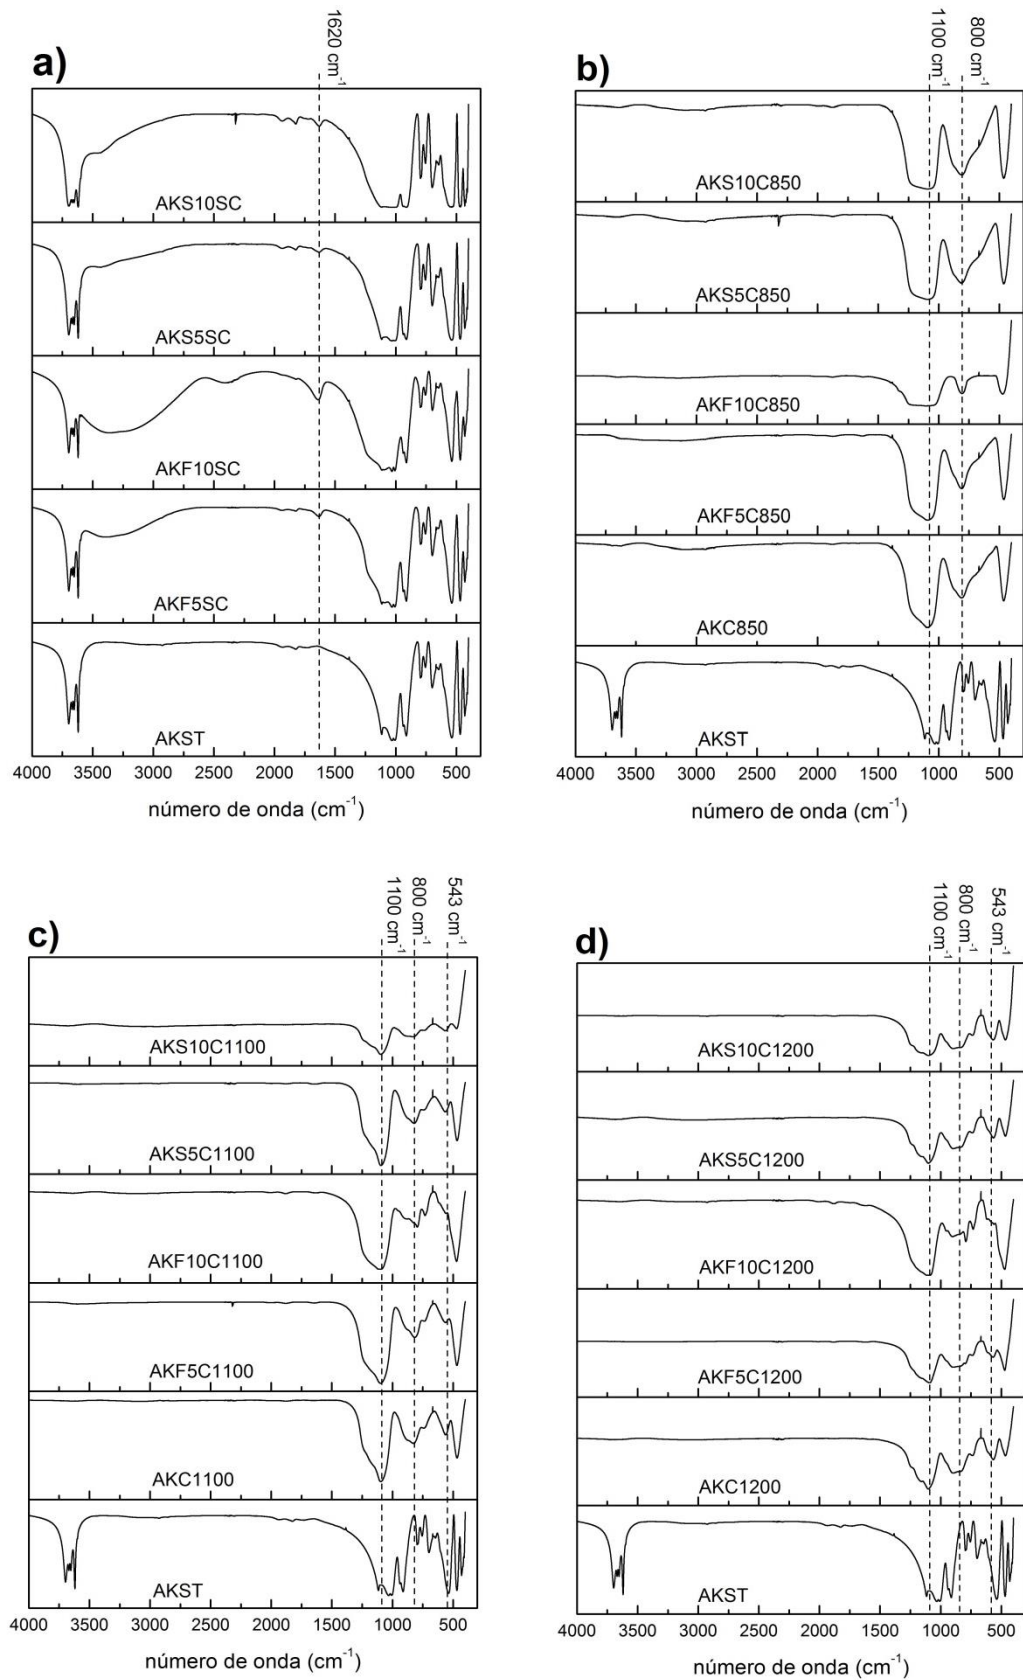 a)
1620 cm⁻¹
AKS10SC
AKS5SC
AKF10SC
AKF5SC
AKST
4000 3500 3000 2500 2000 1500 1000 500
número de onda (cm⁻¹)
b)
1100 cm⁻¹
800 cm⁻¹
AKS10C850
AKS5C850
AKF10C850
AKF5C850
AKC850
AKST
4000 3500 3000 2500 2000 1500 1000 500
número de onda (cm⁻¹)
c)
1100 cm⁻¹
800 cm⁻¹
543 cm⁻¹
AKS10C1100
AKS5C1100
AKF10C1100
AKF5C1100
AKC1100
AKST
4000 3500 3000 2500 2000 1500 1000 500
número de onda (cm⁻¹)
d)
1100 cm⁻¹
800 cm⁻¹
543 cm⁻¹
AKS10C1200
AKS5C1200
AKF10C1200
AKF5C1200
AKC1200
AKST
4000 3500 3000 2500 2000 1500 1000 500
número de onda (cm⁻¹)